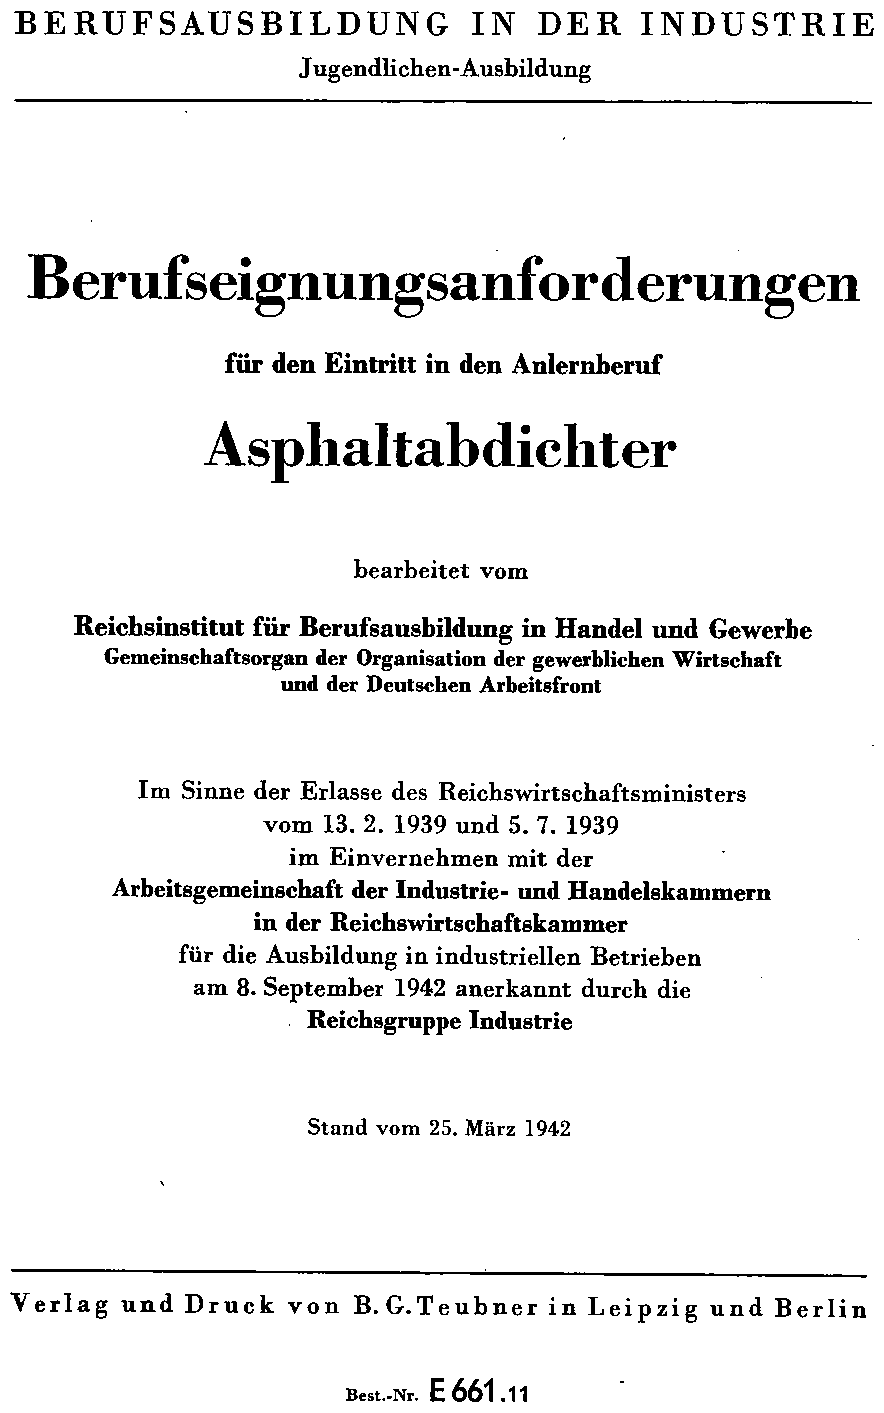 BERUFSAUSBILDUNG IN DER INDUSTRIE
Jugendlichen-Ausbildung
Berufseignungsanforderungen
für den Eintritt in den Anlernberuf
Asphaltabdichter
bearbeitet vom
Reichsinstitut für Berufsausbildung in Handel und Gewerbe
Gemeinschaftsorgan der Organisation der gewerblichen Wirtschaft
und der Deutschen Arbeitsfront
Im Sinne der Erlasse des Reichswirtschaftsministers
vom 13. 2. 1939 und 5. 7. 1939
im Einvernehmen mit der
Arbeitsgemeinschaft der Industrie- und Handelskammern
in der Reichswirtschaftskammer
für die Ausbildung in industriellen Betrieben
am 8. September 1942 anerkannt durch die
Reichsgruppe Industrie
Stand vom 25. März 1942
Verlag und Druck von B. G. Teubner in Leipzig und Berlin
Best.-Nr. E 661.11